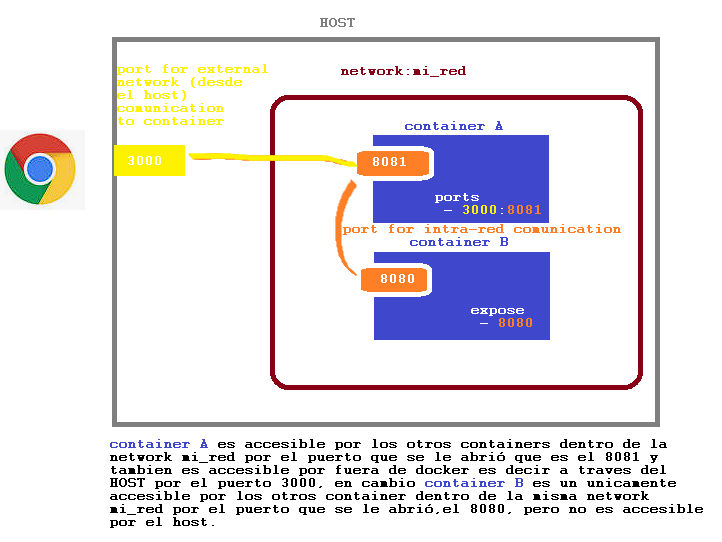 HOST
port for external
network (desde
el host)
comunication
to container
network:mi_red
container A
3000
8081
ports
- 3000:8081
port for intra-red comunication
container B
8080
expose
- 8080
container A es accesible por los otros containers dentro de la
network mi_red por el puerto que se le abrió que es el 8081 y
tambien es accesible por fuera de docker es decir a traves del
HOST por el puerto 3000, en cambio container B es un unicamente
accesible por los otros container dentro de la misma network
mi_red por el puerto que se le abrió,el 8080, pero no es accesible
por el host.